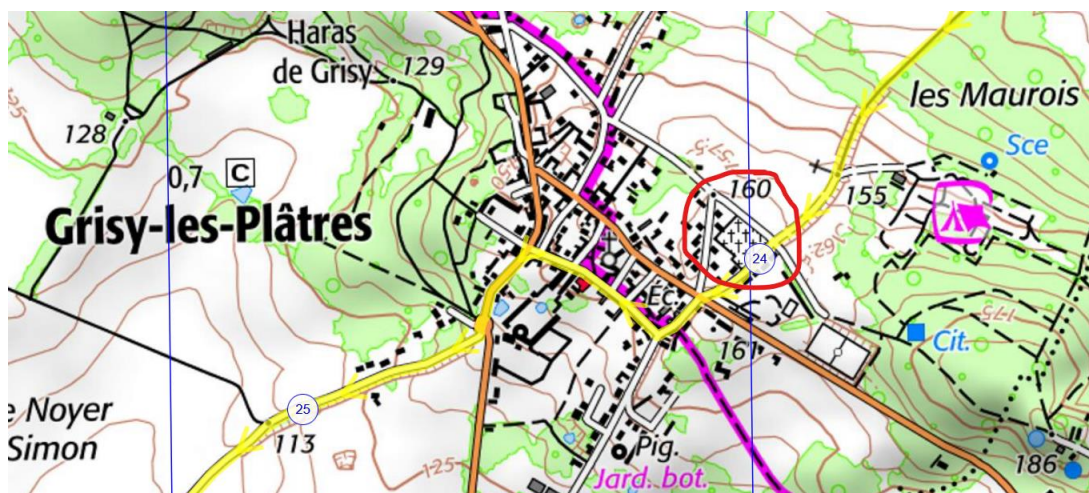 Haras
de Grisy
129
les Maurois
128
Sce
0,7
C
160
155
Grisy-les-Plâtres
24
Éc.
161
Cit.
175
Noyer
Simon
25
113
125
Pig.
Jard. bot.
186